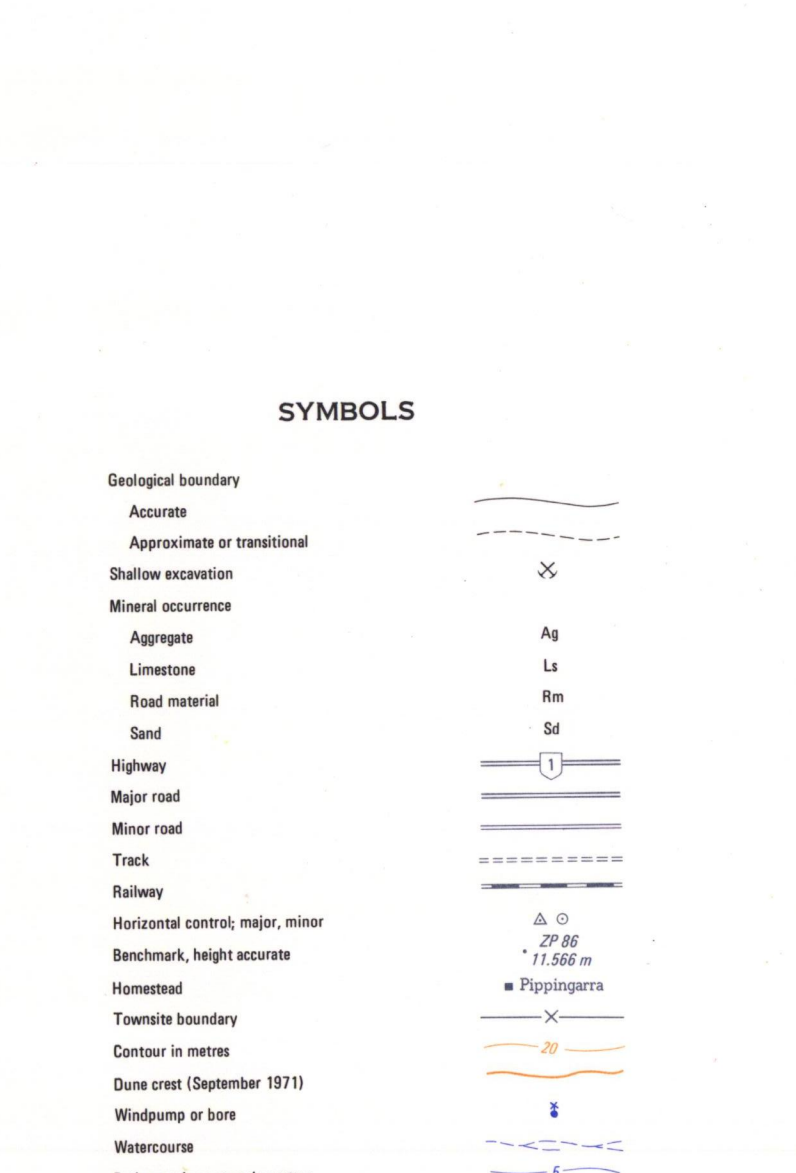 SYMBOLS
Geological boundary
Accurate
Approximate or transitional
Shallow excavation
Mineral occurrence
Aggregate Ag
Limestone Ls
Road material Rm
Sand Sd
Highway 1
Major road
Minor road
Track
Railway
Horizontal control; major, minor
ZP 86
Benchmark, height accurate 11.566 m
Homestead Pippingarra
Townsite boundary
Contour in metres 20
Dune crest (September 1971)
Windpump or bore
Watercourse
5